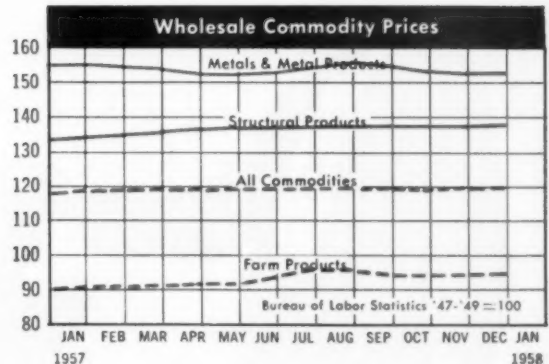 Wholesale Commodity Prices
160
150
140
130
120
110
100
90
80
Metals & Metal Products
Structural Products
All Commodities
Farm Products
Bureau of Labor Statistics '47-'49=100
JAN FEB MAR APR MAY JUN JUL AUG SEP OCT NOV DEC JAN
1957 1958